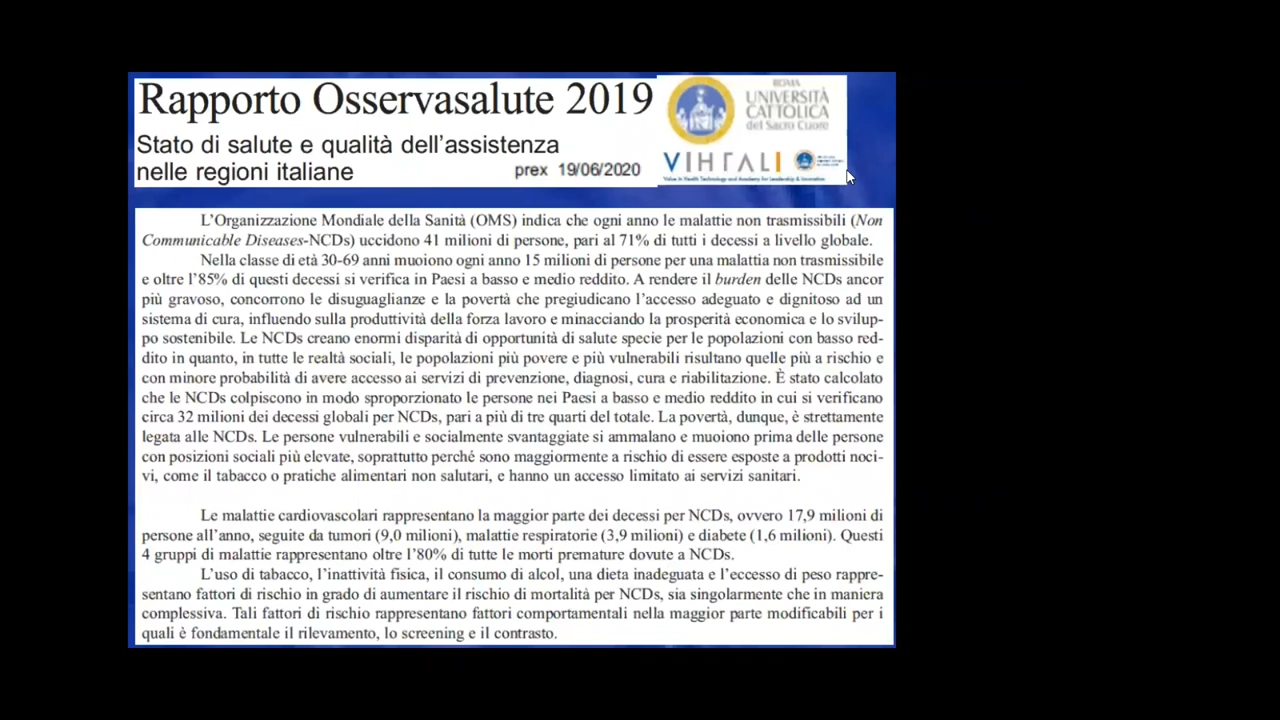 Rapporto Osservasalute 2019
Stato di salute e qualità dell'assistenza
nelle regioni italiane
prex 19/06/2020
ROMA
UNIVERSITÀ
CATTOLICA
del Sacro Cuore
VIHTALI
Value in Health Technology and Academy for Leadership & Innovation
L'Organizzazione Mondiale della Sanità (OMS) indica che ogni anno le malattie non trasmissibili (Non
Communicable Diseases-NCDs) uccidono 41 milioni di persone, pari al 71% di tutti i decessi a livello globale.
Nella classe di età 30-69 anni muoiono ogni anno 15 milioni di persone per una malattia non trasmissibile
e oltre l'85% di questi decessi si verifica in Paesi a basso e medio reddito. A rendere il burden delle NCDs ancor
più gravoso, concorrono le disuguaglianze e la povertà che pregiudicano l'accesso adeguato e dignitoso ad un
sistema di cura, influendo sulla produttività della forza lavoro e minacciando la prosperità economica e lo svilup-
po sostenibile. Le NCDs creano enormi disparità di opportunità di salute specie per le popolazioni con basso red-
dito in quanto, in tutte le realtà sociali, le popolazioni più povere e più vulnerabili risultano quelle più a rischio e
con minore probabilità di avere accesso ai servizi di prevenzione, diagnosi, cura e riabilitazione. È stato calcolato
che le NCDs colpiscono in modo sproporzionato le persone nei Paesi a basso e medio reddito in cui si verificano
circa 32 milioni dei decessi globali per NCDs, pari a più di tre quarti del totale. La povertà, dunque, è strettamente
legata alle NCDs. Le persone vulnerabili e socialmente svantaggiate si ammalano e muoiono prima delle persone
con posizioni sociali più elevate, soprattutto perché sono maggiormente a rischio di essere esposte a prodotti noci-
vi, come il tabacco o pratiche alimentari non salutari, e hanno un accesso limitato ai servizi sanitari.
Le malattie cardiovascolari rappresentano la maggior parte dei decessi per NCDs, ovvero 17,9 milioni di
persone all'anno, seguite da tumori (9,0 milioni), malattie respiratorie (3,9 milioni) e diabete (1,6 milioni). Questi
4 gruppi di malattie rappresentano oltre l'80% di tutte le morti premature dovute a NCDs.
L'uso di tabacco, l'inattività fisica, il consumo di alcol, una dieta inadeguata e l'eccesso di peso rappre-
sentano fattori di rischio in grado di aumentare il rischio di mortalità per NCDs, sia singolarmente che in maniera
complessiva. Tali fattori di rischio rappresentano fattori comportamentali nella maggior parte modificabili per i
quali è fondamentale il rilevamento, lo screening e il contrasto.